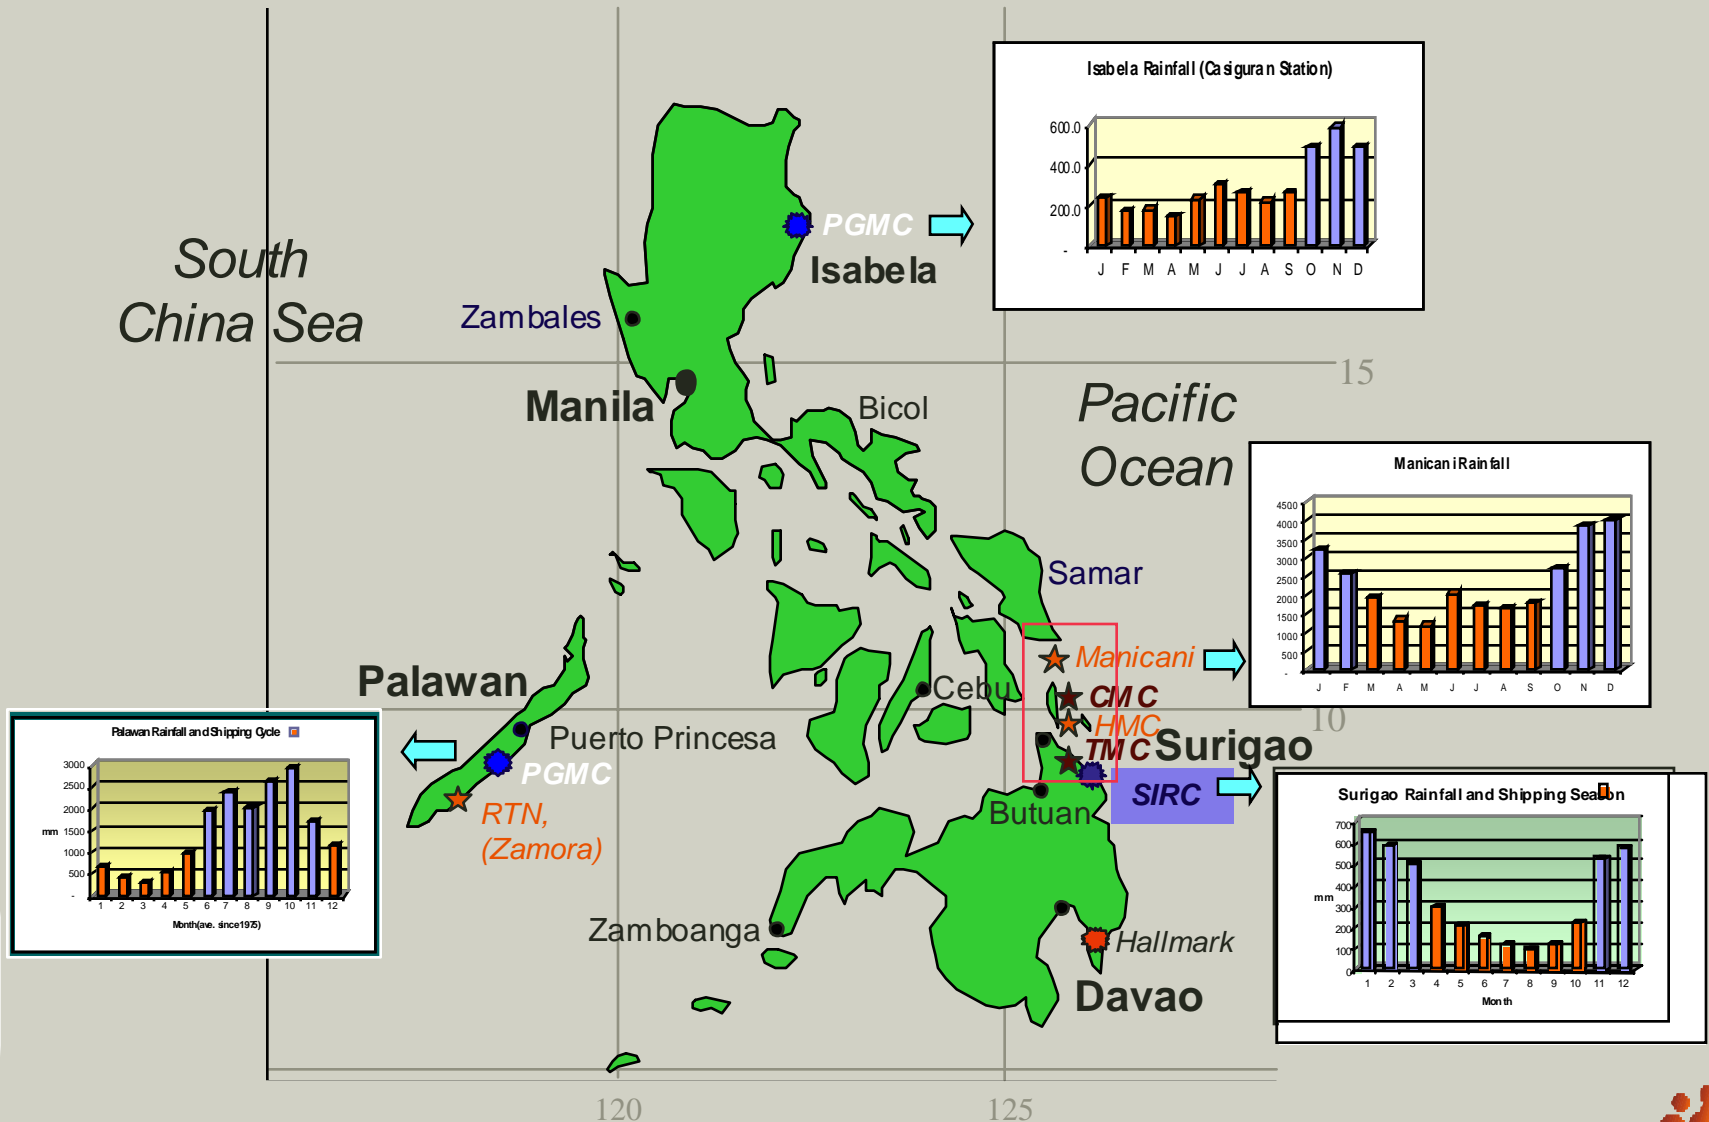 Isabela Rainfall (Casiguran Station)
600.0
400.0
200.0
-
J F M A M J J A S O N D
PGMC
Isabela
South
China Sea
Zambales
15
Manila
Bicol
Pacific
Ocean
Manicani Rainfall
4500
4000
3500
3000
2500
2000
1500
1000
500
-
J F M A M J J A S O N D
Samar
Manicani
Palawan
Cebu
CMC
HMC
10
TMC
Surigao
Puerto Princesa
PGMC
SIRC
Butuan
RTN,
(Zamora)
Palawan Rainfall and Shipping Cycle
3000
2500
2000
mm
1500
1000
500
-
1 2 3 4 5 6 7 8 9 10 11 12
Month(ave. since 1975)
Surigao Rainfall and Shipping Season
700
600
500
400
mm
300
200
100
0
1 2 3 4 5 6 7 8 9 10 11 12
Month
Zamboanga
Hallmark
Davao
120
125